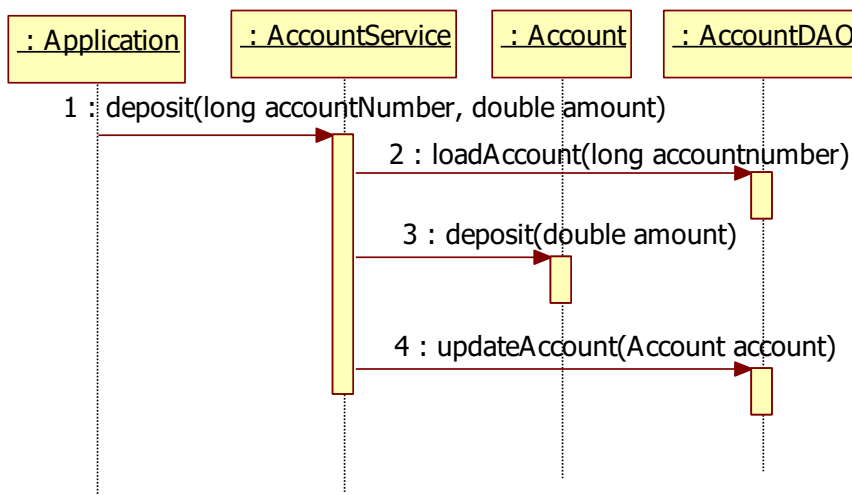 : Application
: AccountService
: Account
: AccountDAO
1 : deposit(long accountNumber, double amount)
2 : loadAccount(long accountnumber)
3 : deposit(double amount)
4 : updateAccount(Account account)